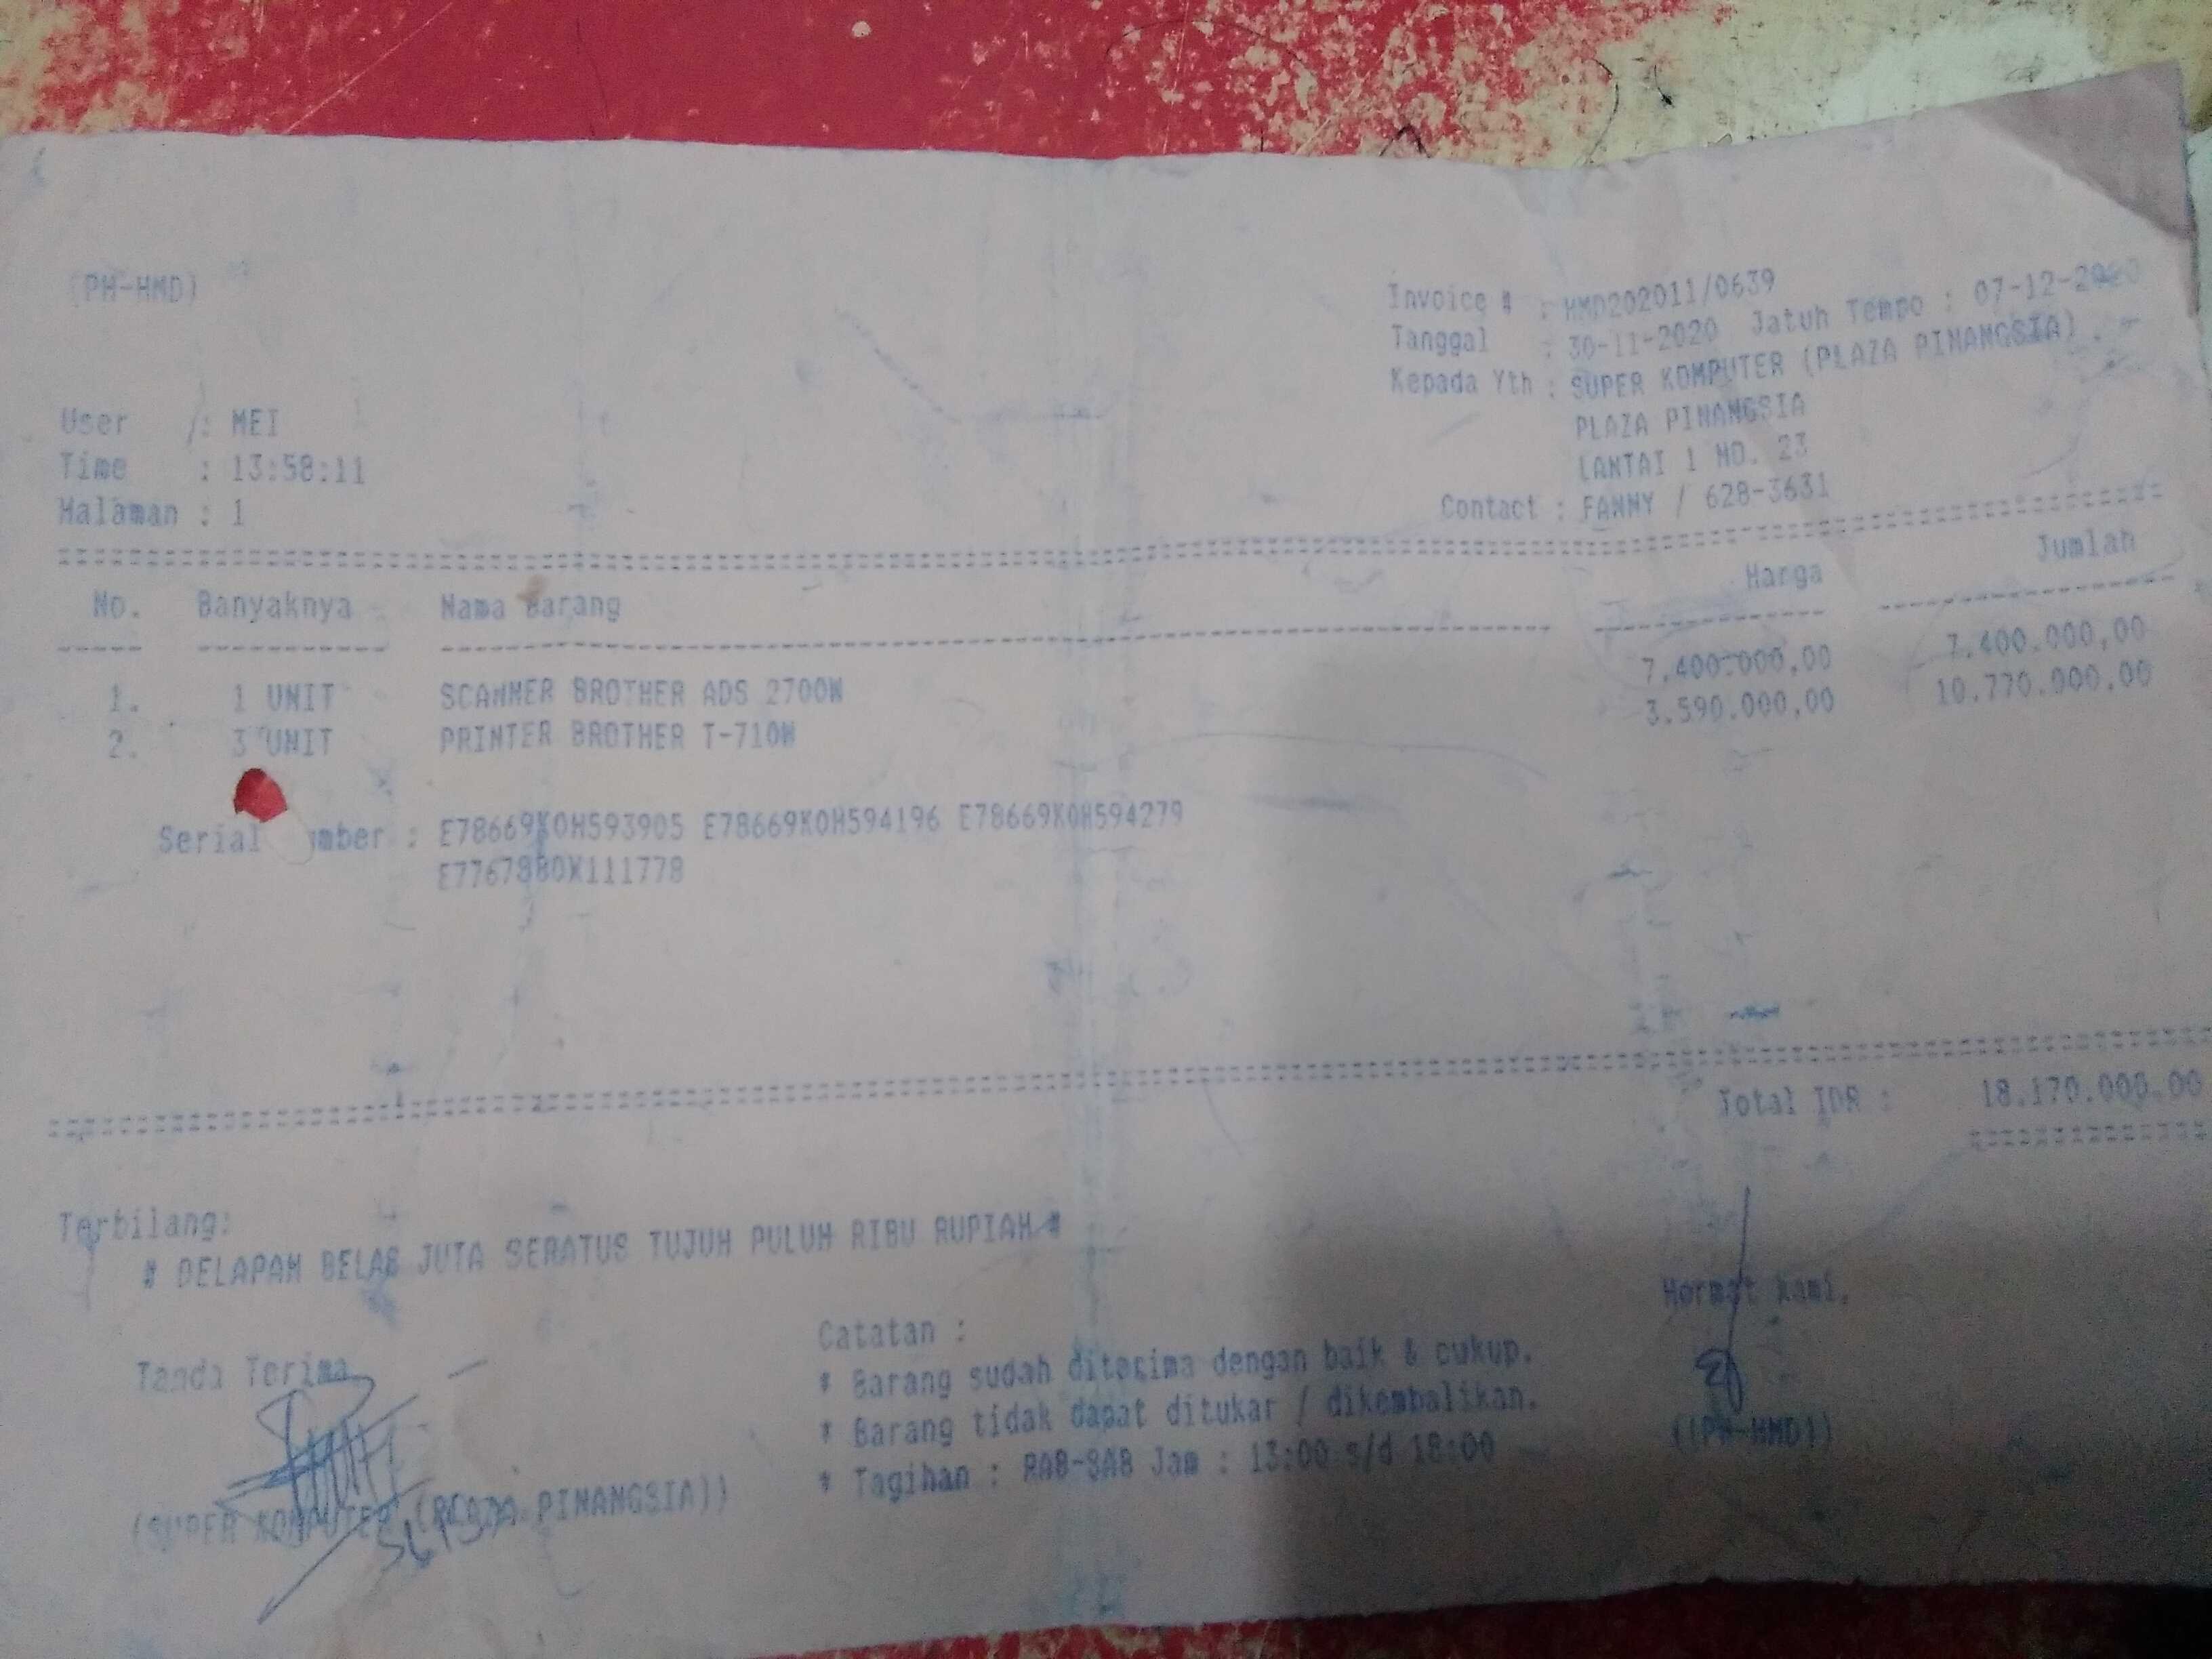 (PH-HMD)
Invoice # : HMD202011/0639
Tanggal : 30-11-2020 Jatuh Tempo : 07-12-2020
Kepada Yth : SUPER KOMPUTER (PLAZA PINANGSIA)
PLAZA PINANGSIA
LANTAI 1 NO. 23
Contact : FANNY / 628-3631
User : MEI
Time : 13:58:11
Halaman : 1
No. Banyaknya Nama Barang Harga Jumlah
1. 1 UNIT SCANNER BROTHER ADS 2700W 7.400.000,00 7.400.000,00
2. 3 UNIT PRINTER BROTHER T-710W 3.590.000,00 10.770.000,00
Serial mber : E78669K0H593905 E78669K0H594196 E78669K0H594279
Total IDR : 18.170.000.00
Terbilang:
# DELAPAN BELAS JUTA SERATUS TUJUH PULUH RIBU RUPIAH #
Tanda Terima
(SUPER KOMPUTER (PLAZA PINANGSIA))
Catatan :
* Barang sudah diterima dengan baik & cukup.
* Barang tidak dapat ditukar / dikembalikan.
* Tagihan : RAB-SAB Jam : 13:00 s/d 18:00
Hormat kami,
((PH-HMD))